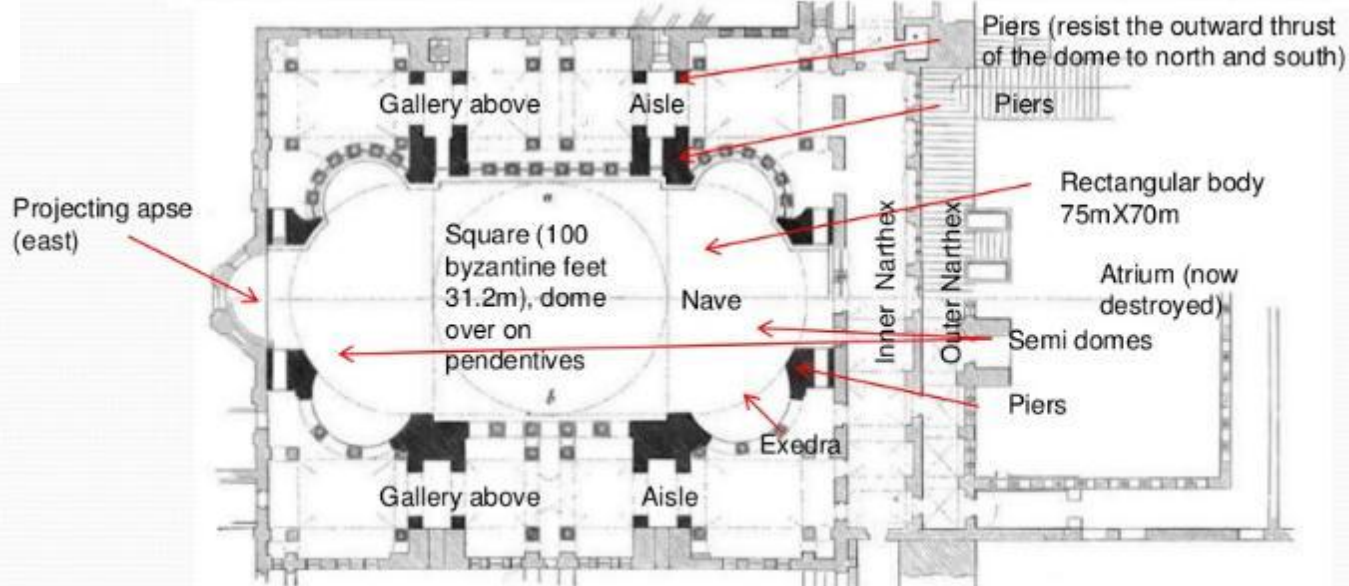 Piers (resist the outward thrust
of the dome to north and south)
Gallery above
Aisle
Piers
Projecting apse
(east)
Rectangular body
75mX70m
Square (100
byzantine feet
31.2m), dome
over on
pendentives
Nave
Inner Narthex
Outer Narthex
Atrium (now
destroyed)
Semi domes
Piers
Exedra
Gallery above
Aisle